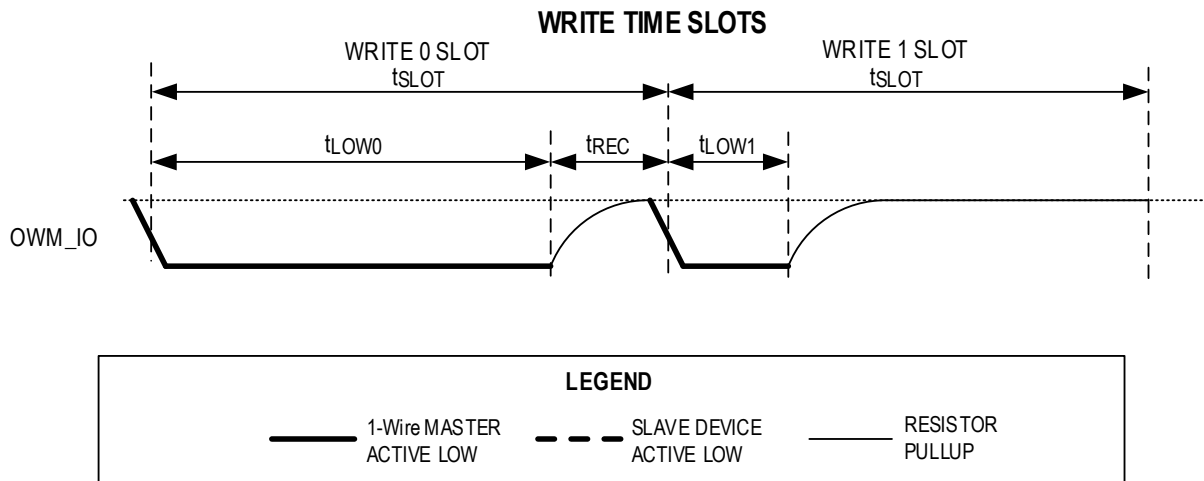 WRITE TIME SLOTS
WRITE 0 SLOT
WRITE 1 SLOT
tSLOT
tSLOT
tLOW0
tREC
tLOW1
OWM_IO
LEGEND
1-Wire MASTER
ACTIVE LOW
SLAVE DEVICE
ACTIVE LOW
RESISTOR
PULLUP